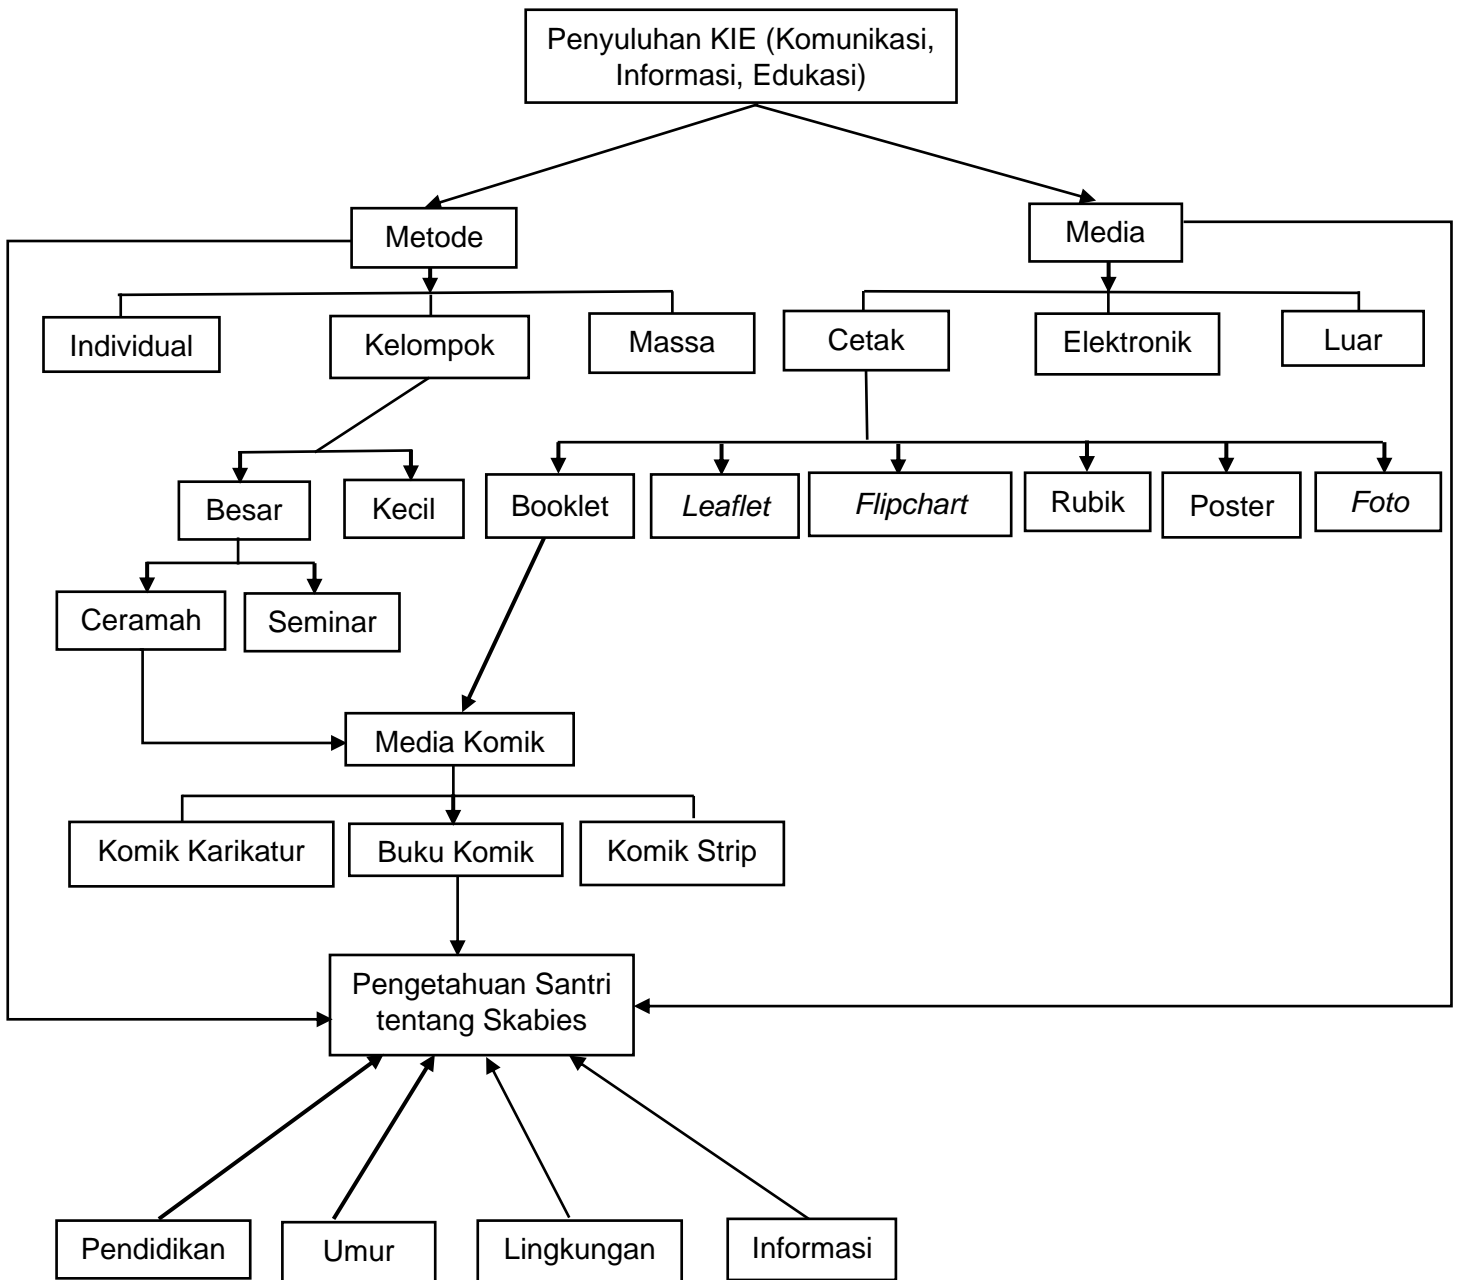 Penyuluhan KIE (Komunikasi,
Informasi, Edukasi)
Metode
Media
Individual
Kelompok
Massa
Cetak
Elektronik
Luar
Besar
Kecil
Booklet
Leaflet
Flipchart
Rubik
Poster
Foto
Ceramah
Seminar
Media Komik
Komik Karikatur
Buku Komik
Komik Strip
Pengetahuan Santri
tentang Skabies
Pendidikan
Umur
Lingkungan
Informasi